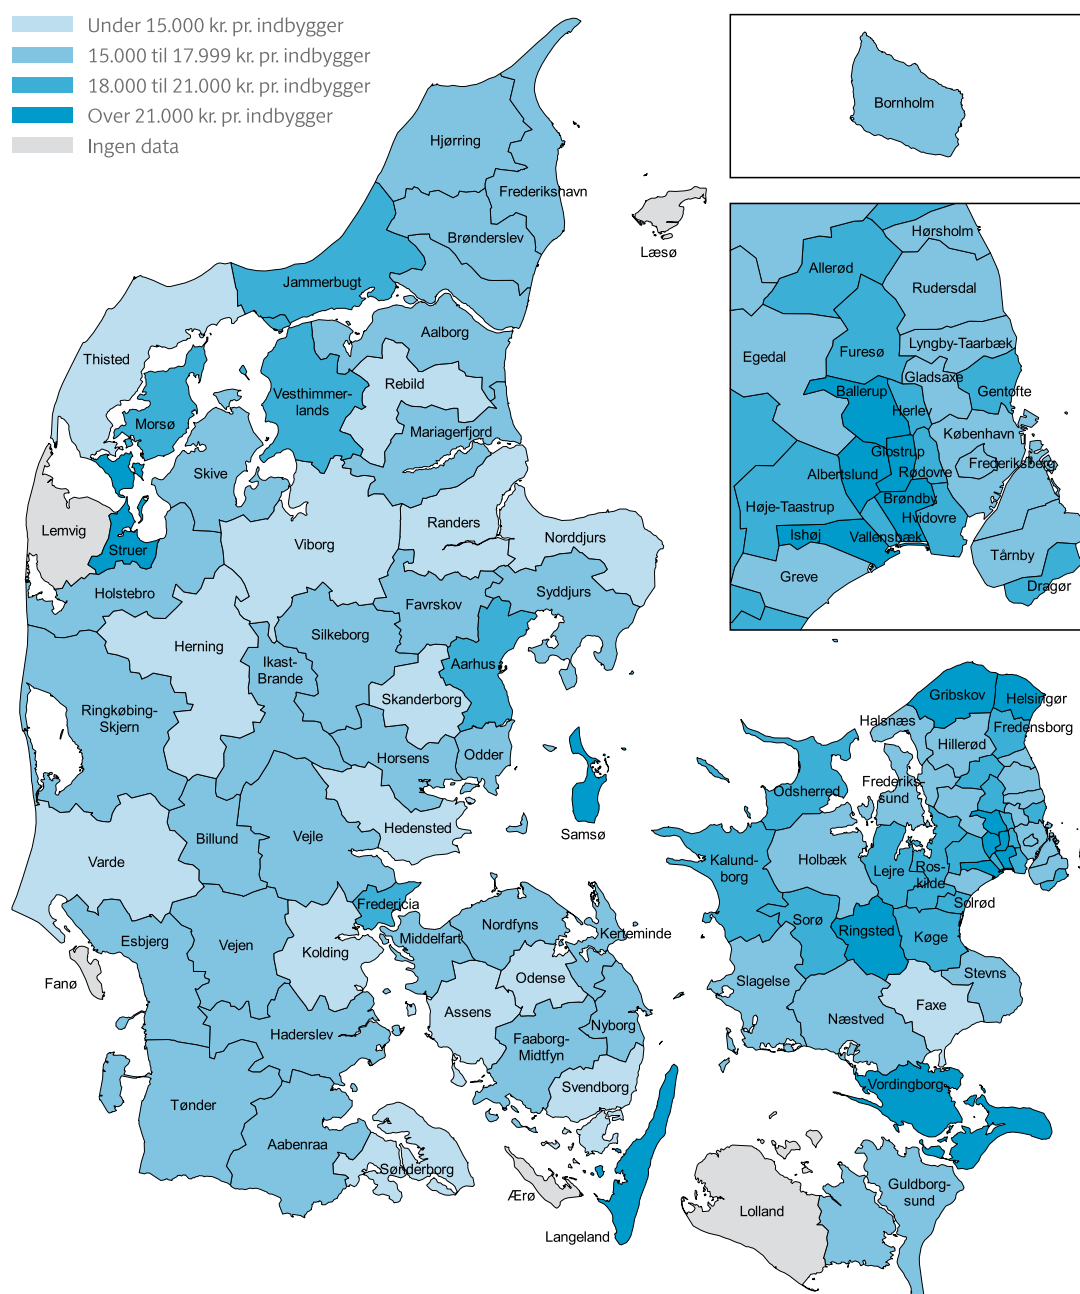 Under 15.000 kr. pr. indbygger
15.000 til 17.999 kr. pr. indbygger
18.000 til 21.000 kr. pr. indbygger
Over 21.000 kr. pr. indbygger
Ingen data
Bornholm
Hjørring
Frederikshavn
Brønderslev
Læsø
Jammerbugt
Aalborg
Thisted
Rebild
Vesthimmer-
lands
Morsø
Mariagerfjord
Skive
Lemvig
Struer
Randers
Viborg
Norddjurs
Holstebro
Favrskov
Syddjurs
Silkeborg
Herning
Ikast-
Brande
Aarhus
Skanderborg
Ringkøbing-
Skjern
Horsens
Odder
Hedensted
Samsø
Billund
Vejle
Varde
Fredericia
Esbjerg
Vejen
Kolding
Middelfart
Nordfyns
Kerteminde
Fanø
Odense
Assens
Haderslev
Faaborg-
Midtfyn
Nyborg
Svendborg
Tønder
Aabenraa
Sønderborg
Ærø
Langeland
Hørsholm
Allerød
Rudersdal
Egedal
Furesø
Lyngby-Taarbæk
Gladsaxe
Ballerup
Gentofte
Herlev
København
Glostrup
Frederiksberg
Albertslund
Rødovre
Brøndby
Høje-Taastrup
Hvidovre
Ishøj
Vallensbæk
Tårnby
Greve
Dragør
Gribskov
Helsingør
Halsnæs
Fredensborg
Hillerød
Frederiks-
sund
Odsherred
Kalund-
borg
Holbæk
Lejre
Ros-
kilde
Solrød
Sorø
Ringsted
Køge
Slagelse
Stevns
Faxe
Næstved
Vordingborg
Guldborg-
sund
Lolland